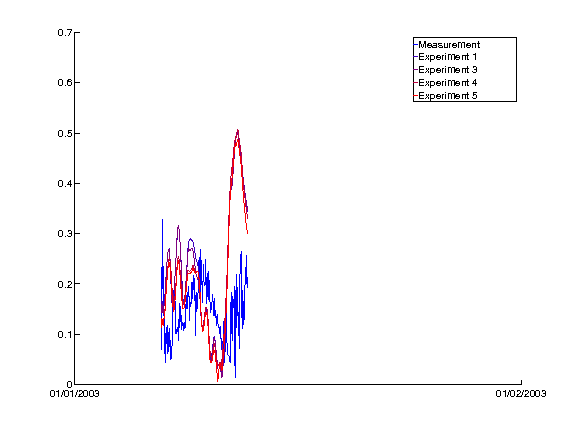 0.7
Measurement
Experiment 1
Experiment 3
Experiment 4
Experiment 5
0.6
0.5
0.4
0.3
0.2
0.1
0
01/01/2003
01/02/2003